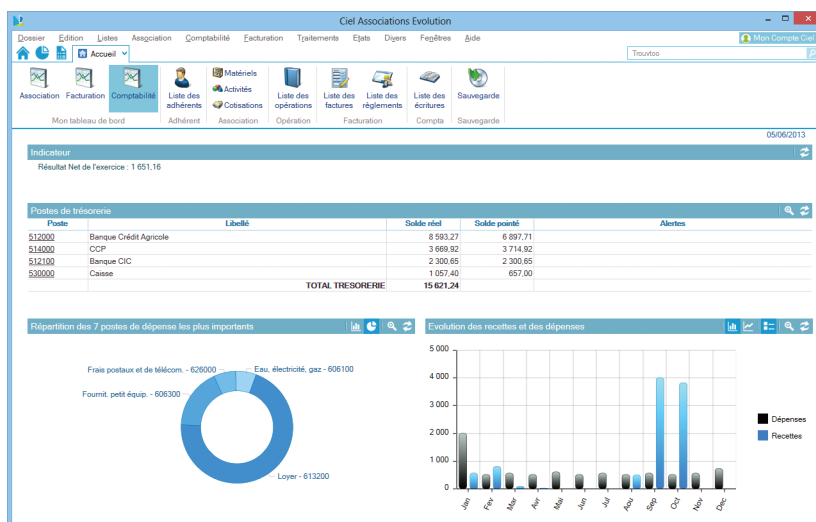 Ciel Associations Evolution
Dossier Edition Listes Association Comptabilité Facturation Traitements Etats Divers Fenêtres Aide
Mon Compte Ciel
Accueil
Trouvtoo
Association Facturation Comptabilité
Liste des adhérents
Matériels
Activités
Cotisations
Liste des opérations
Liste des factures
Liste des règlements
Liste des écritures
Sauvegarde
Mon tableau de bord Adhérent Association Opération Facturation Compta Sauvegarde
05/06/2013
Indicateur
Résultat Net de l'exercice : 1 651,16
Postes de trésorerie
Poste Libellé Solde réel Solde pointé Alertes
512000 Banque Crédit Agricole 8 593,27 6 897,71
514000 CCP 3 669,92 3 714,92
512100 Banque CIC 2 300,65 2 300,65
530000 Caisse 1 057,40 657,00
TOTAL TRESORERIE 15 621,24
Répartition des 7 postes de dépense les plus importants
Frais postaux et de télécom. - 626000
Eau, électricité, gaz - 606100
Fournit. petit équip. - 606300
Loyer - 613200
Evolution des recettes et des dépenses
5 000
4 000
3 000
2 000
1 000
0
Jan Fev Mar Avr Mai Jun Jul Aou Sep Oct Nov Dec
Dépenses
Recettes